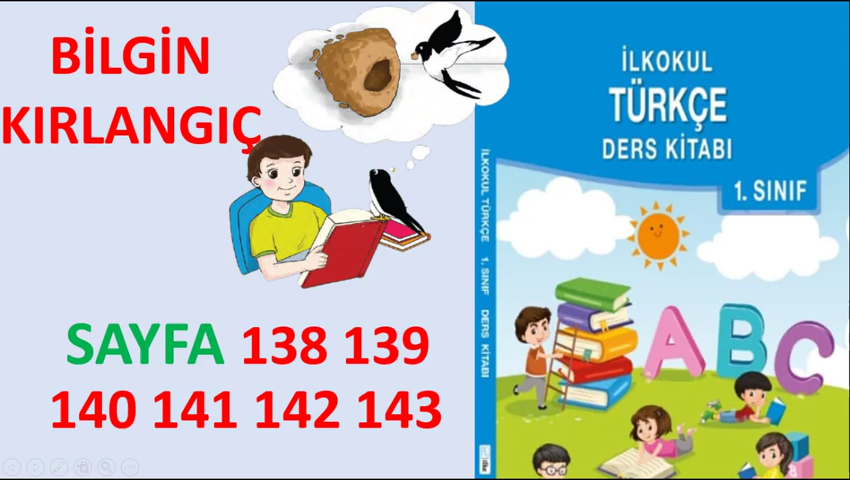 BİLGİN
KIRLANGIÇ
SAYFA 138 139
140 141 142 143
İLKOKUL
TÜRKÇE
DERS KİTABI
1. SINIF
İLKOKUL TÜRKÇE 1. SINIF DERS KİTABI
ABC